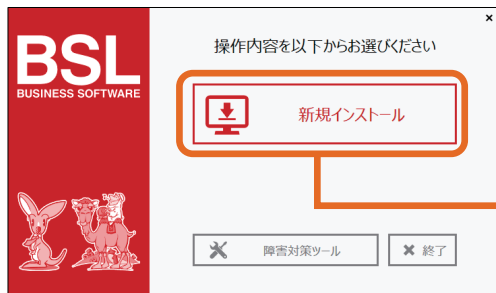 ×
BSL
BUSINESS SOFTWARE
操作内容を以下からお選びください
新規インストール
障害対策ツール
終了